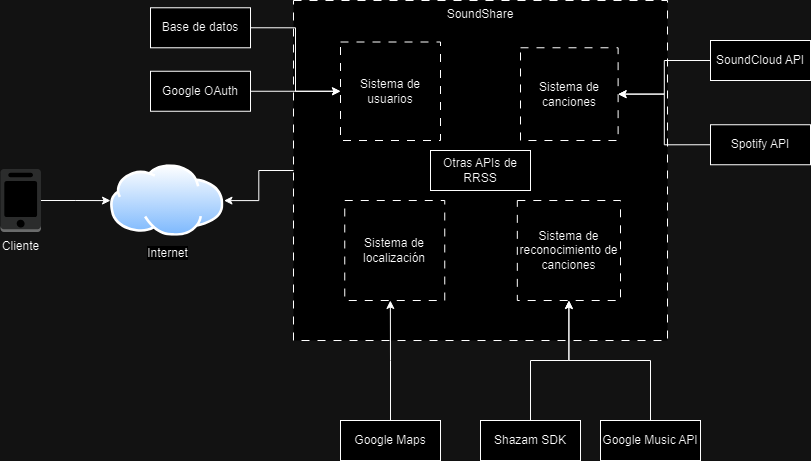 SoundShare
Base de datos
Google OAuth
Sistema de
usuarios
Sistema de
canciones
SoundCloud API
Spotify API
Otras APIs de
RRSS
Cliente
Internet
Sistema de
localización
Sistema de
reconocimiento de
canciones
Google Maps
Shazam SDK
Google Music API